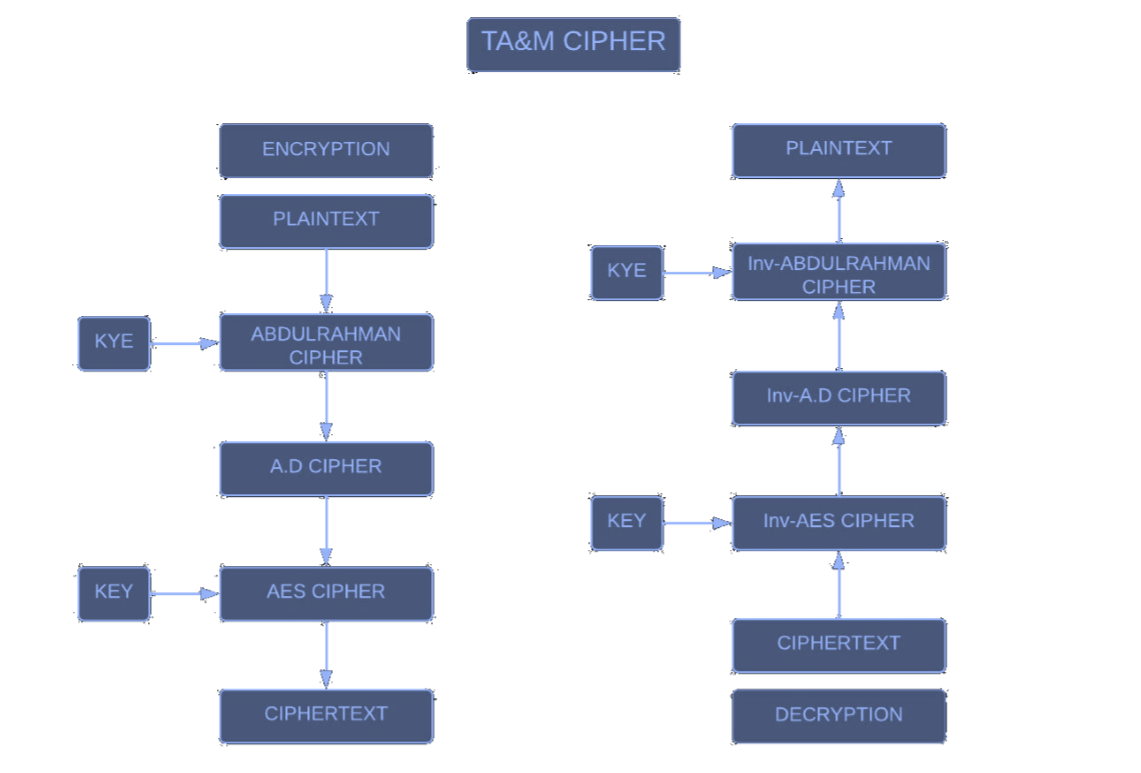 TA&M CIPHER
ENCRYPTION
PLAINTEXT
KYE
ABDULRAHMAN
CIPHER
A.D CIPHER
KEY
AES CIPHER
CIPHERTEXT
PLAINTEXT
KYE
Inv-ABDULRAHMAN
CIPHER
Inv-A.D CIPHER
KEY
Inv-AES CIPHER
CIPHERTEXT
DECRYPTION